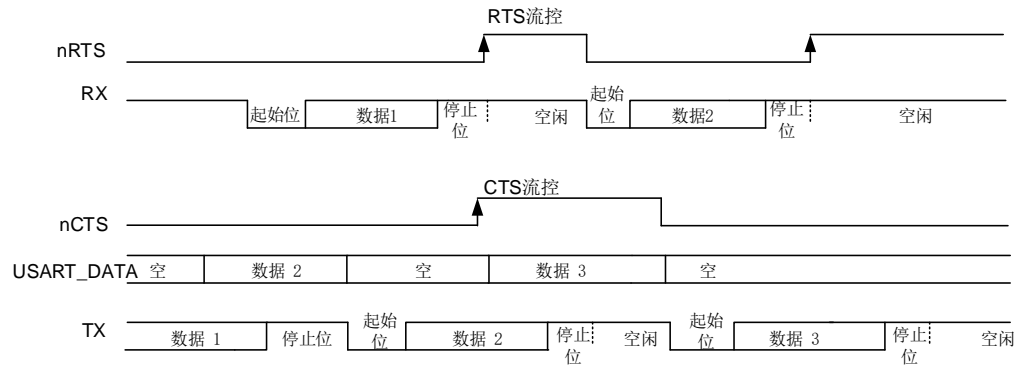 RTS流控
nRTS
RX
起始位
数据1
停止
位
空闲
起始
位
数据2
停止
位
空闲
CTS流控
nCTS
USART_DATA
空
数据 2
空
数据 3
空
TX
数据 1
停止位
起始
位
数据 2
停止
位
空闲
起始
位
数据 3
停止
位
空闲